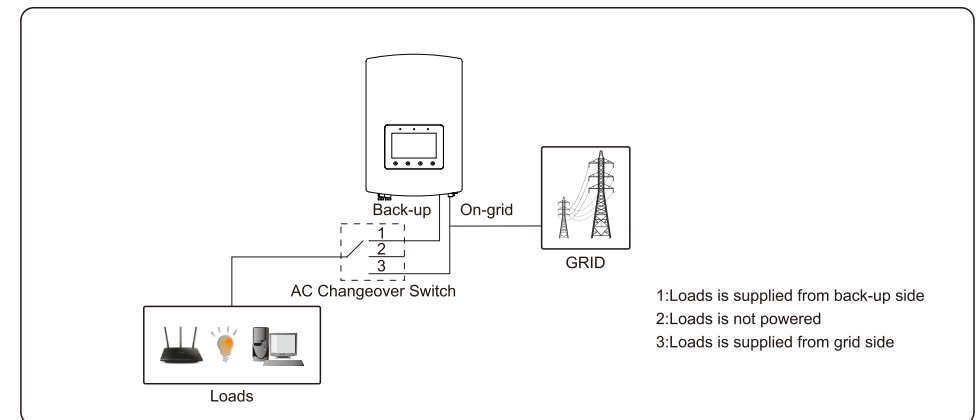 Back-up
On-grid
1
2
3
AC Changeover Switch
GRID
Loads
1:Loads is supplied from back-up side
2:Loads is not powered
3:Loads is supplied from grid side